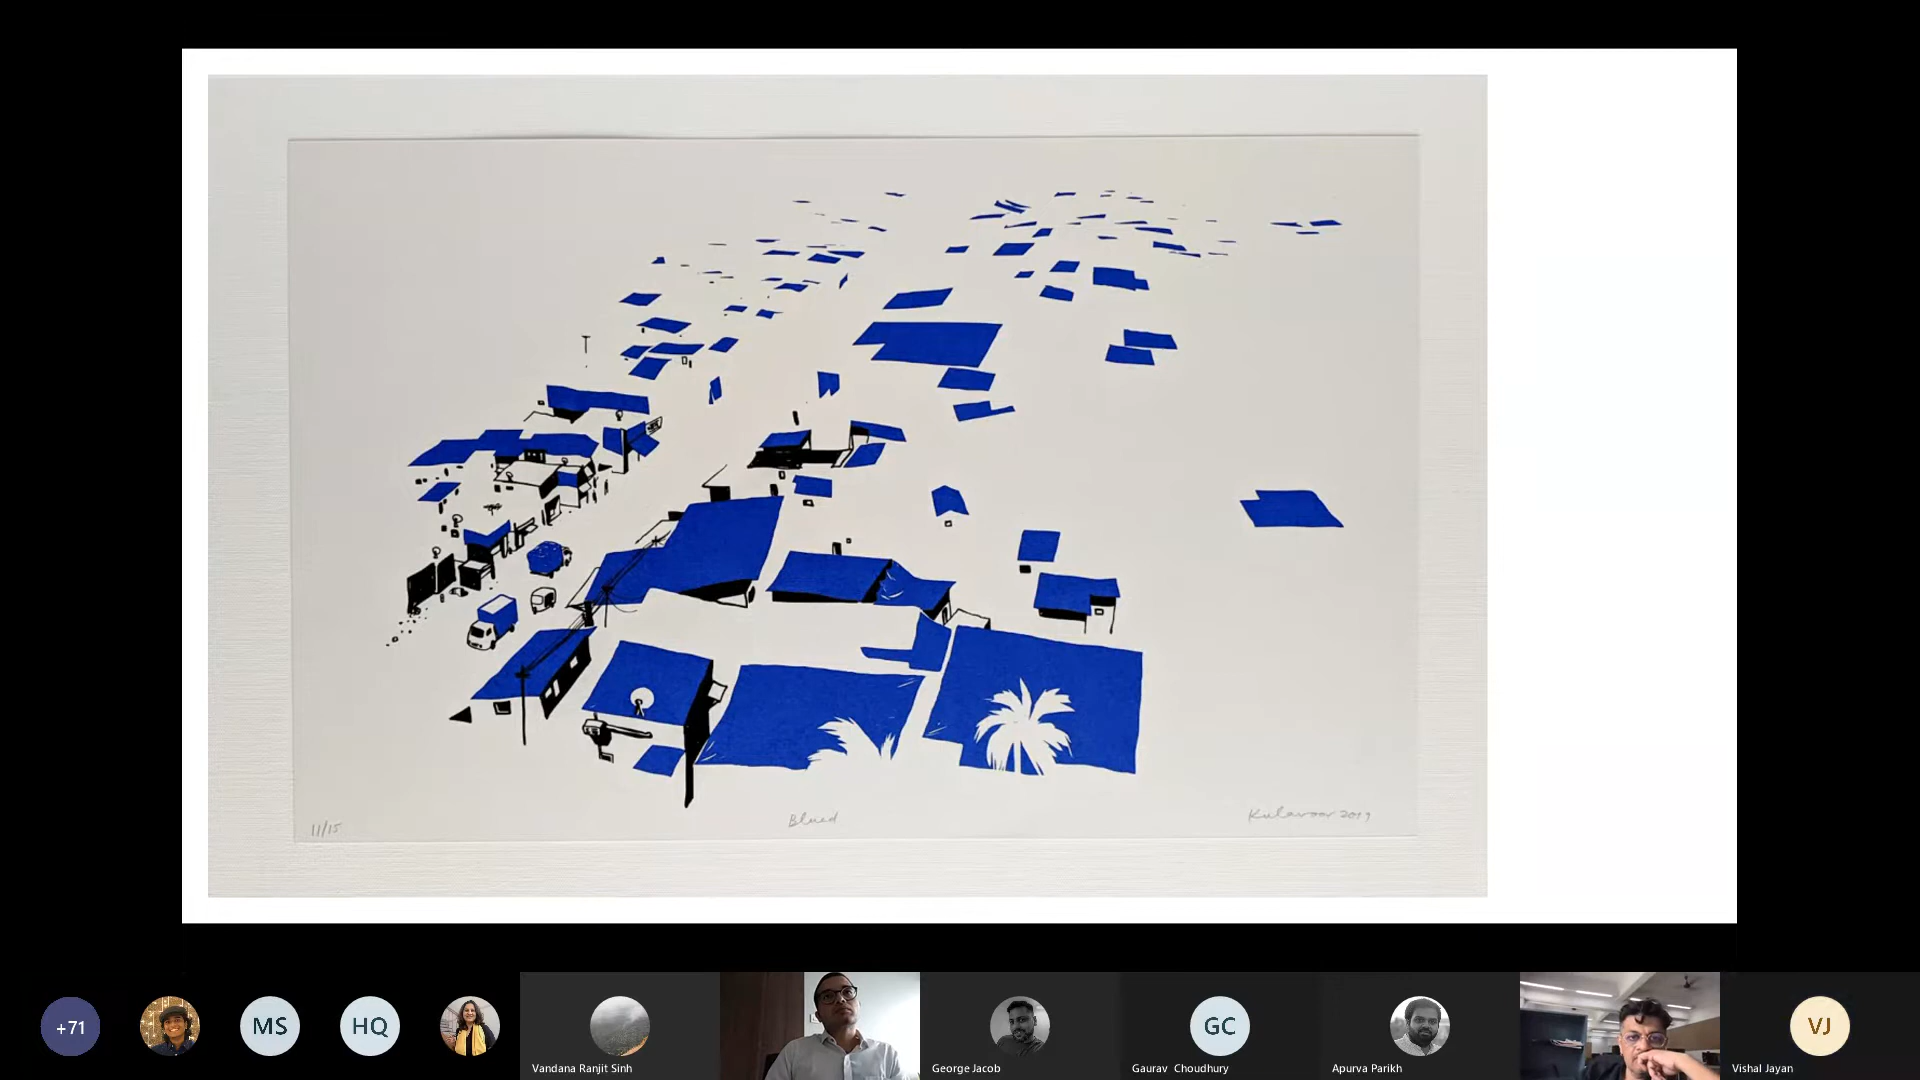 11/15
Blued
Kulavoor 2019
+71
MS
HQ
Vandana Ranjit Sinh
George Jacob
GC
Gaurav Choudhury
Apurva Parikh
VJ
Vishal Jayan